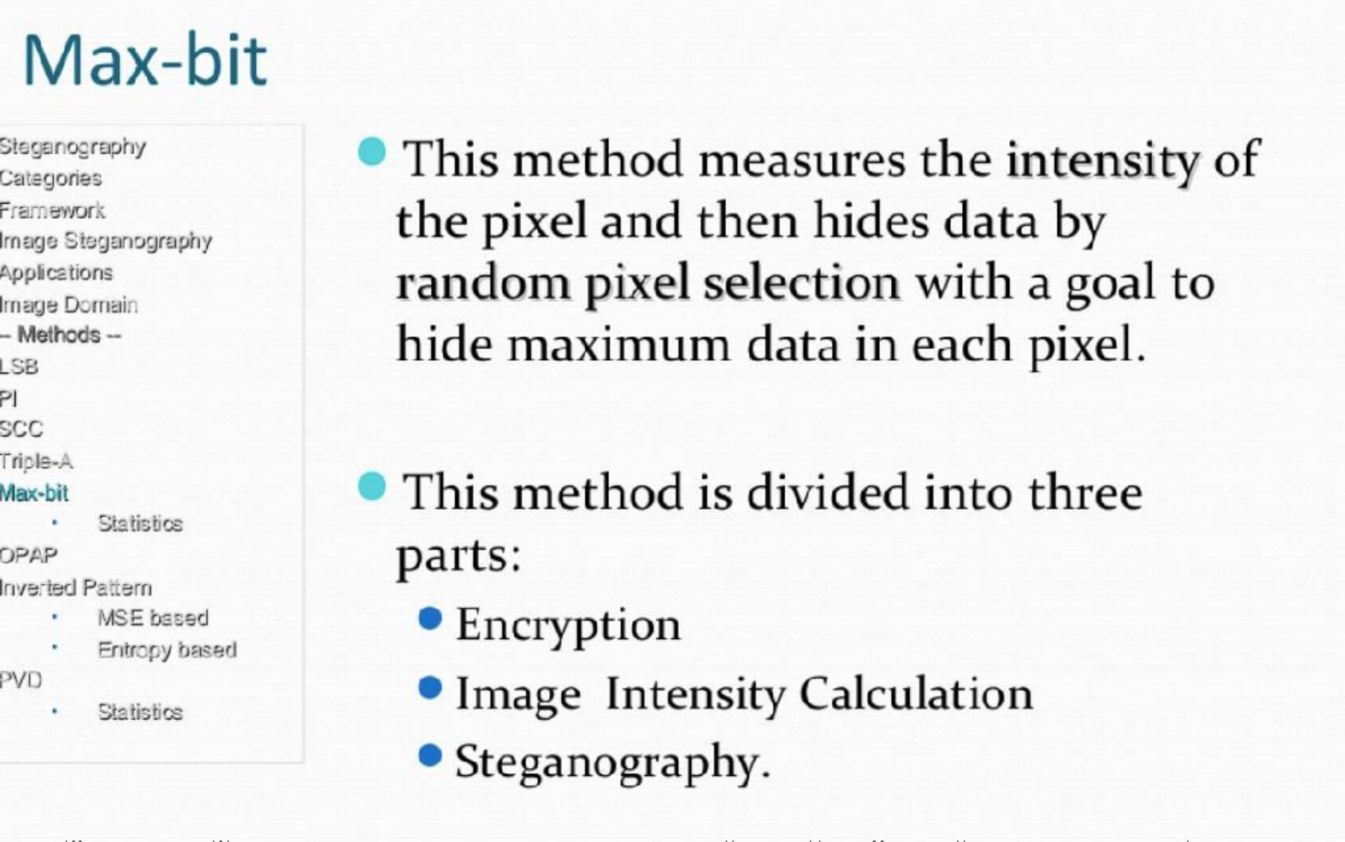 Max-bit
Steganography
Categories
Framework
Image Steganography
Applications
Image Domain
-- Methods --
LSB
PI
SCC
Triple-A
Max-bit
• Statistics
OPAP
Inverted Pattern
• MSE based
• Entropy based
PVD
• Statistics
• This method measures the intensity of
the pixel and then hides data by
random pixel selection with a goal to
hide maximum data in each pixel.
• This method is divided into three
parts:
• Encryption
• Image Intensity Calculation
• Steganography.